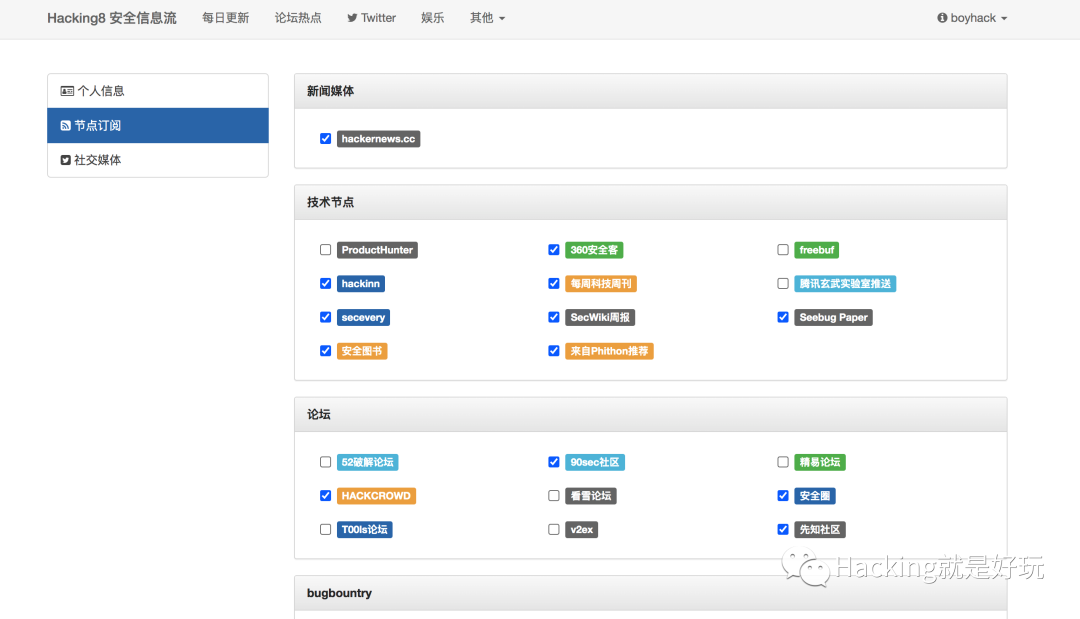 Hacking8 安全信息流 每日更新 论坛热点 Twitter 娱乐 其他 boyhack
个人信息
节点订阅
社交媒体
新闻媒体
hackernews.cc
技术节点
ProductHunter 360安全客 freebuf
hackinn 每周科技周刊 腾讯玄武实验室推送
secevery SecWiki周报 Seebug Paper
安全图书 来自Phithon推荐
论坛
52破解论坛 90sec社区 精易论坛
HACKCROWD 看雪论坛 安全圈
T00ls论坛 v2ex 先知社区
Hacking就是好玩
bugbountry